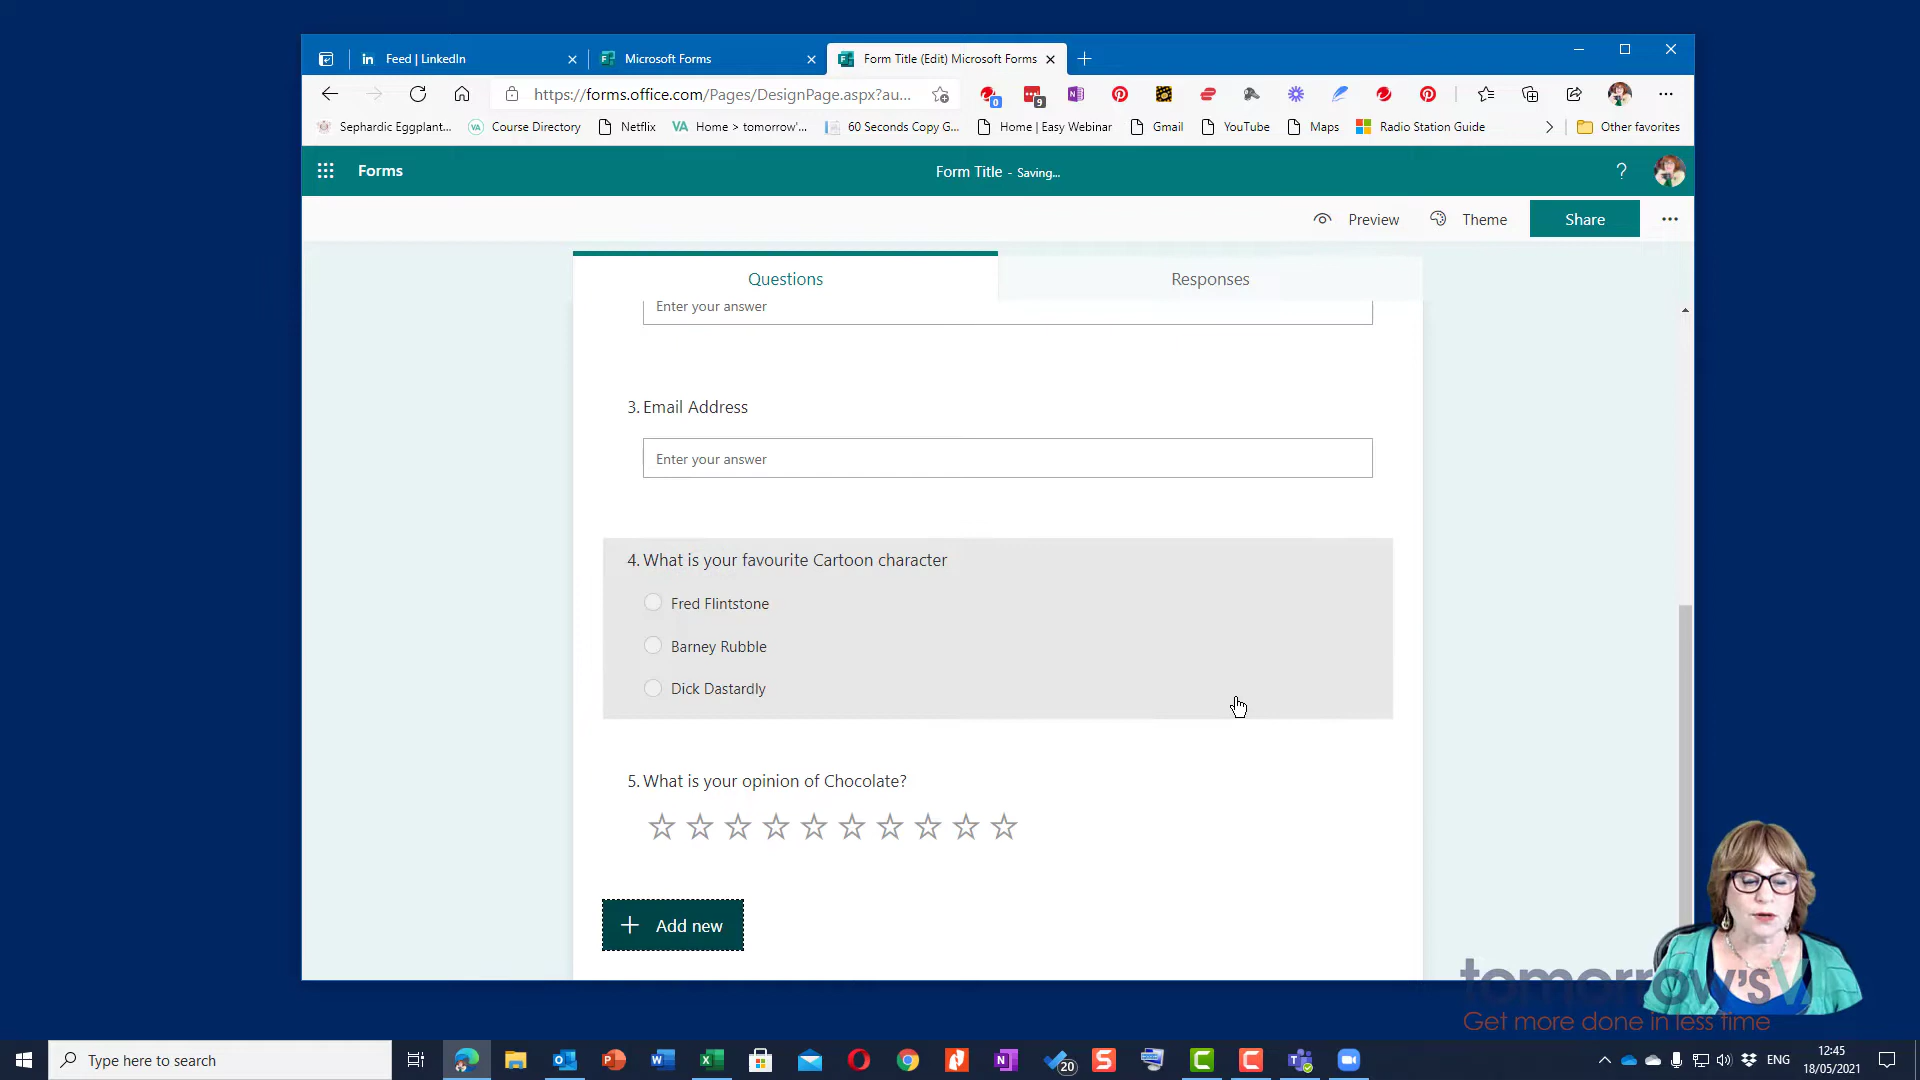 Feed | LinkedIn
Microsoft Forms
Form Title (Edit) Microsoft Forms
https://forms.office.com/Pages/DesignPage.aspx?au...
0
9
Sephardic Eggplant...
Course Directory
Netflix
VA Home > tomorrow'...
60 Seconds Copy G...
Home | Easy Webinar
Gmail
YouTube
Maps
Radio Station Guide
Other favorites
Forms
Form Title - Saving...
?
Preview
Theme
Share
Questions
Responses
Enter your answer
3. Email Address
Enter your answer
4. What is your favourite Cartoon character
Fred Flintstone
Barney Rubble
Dick Dastardly
5. What is your opinion of Chocolate?
+ Add new
tomorrow'sV
Get more done in less time
Type here to search
20
ENG
12:45
18/05/2021